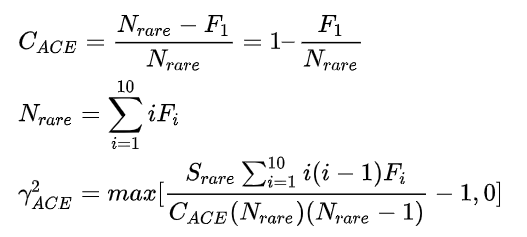 $C_{ACE} = \frac{N_{rare} - F_1}{N_{rare}} = 1 – \frac{F_1}{N_{rare}}$
$N_{rare} = \sum_{i=1}^{10} iF_i$
$\gamma^2_{ACE} = max[\frac{S_{rare} \sum_{i=1}^{10} i(i-1)F_i}{C_{ACE}(N_{rare})(N_{rare} - 1)} - 1, 0]$